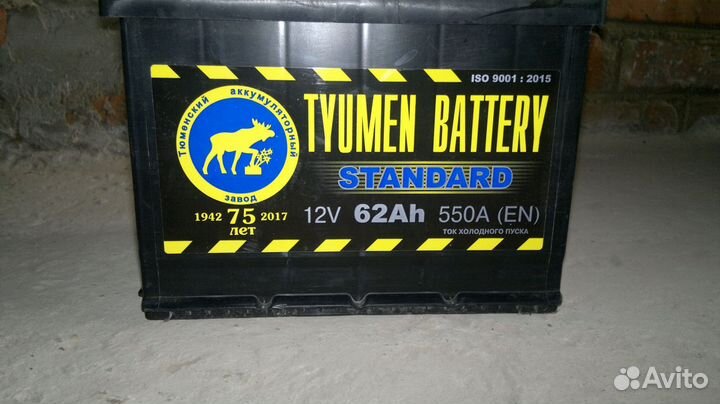 ISO 9001 : 2015
Тюменский аккумуляторный завод
TYUMEN BATTERY
STANDARD
1942 75 2017
лет
12V 62Ah 550A (EN)
ТОК ХОЛОДНОГО ПУСКА
Avito